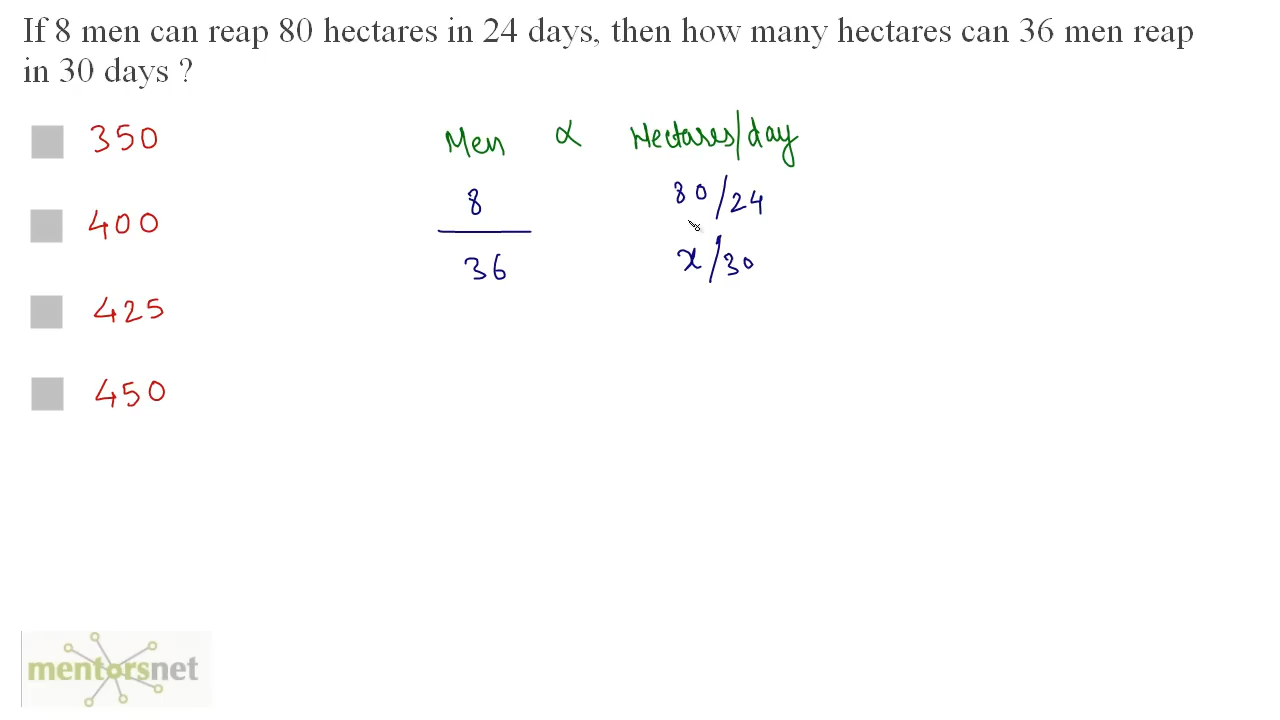 If 8 men can reap 80 hectares in 24 days, then how many hectares can 36 men reap
in 30 days ?
350
400
425
450
Men ∝ Hectares/day
8 80/24
36 x/30
mentorsnet